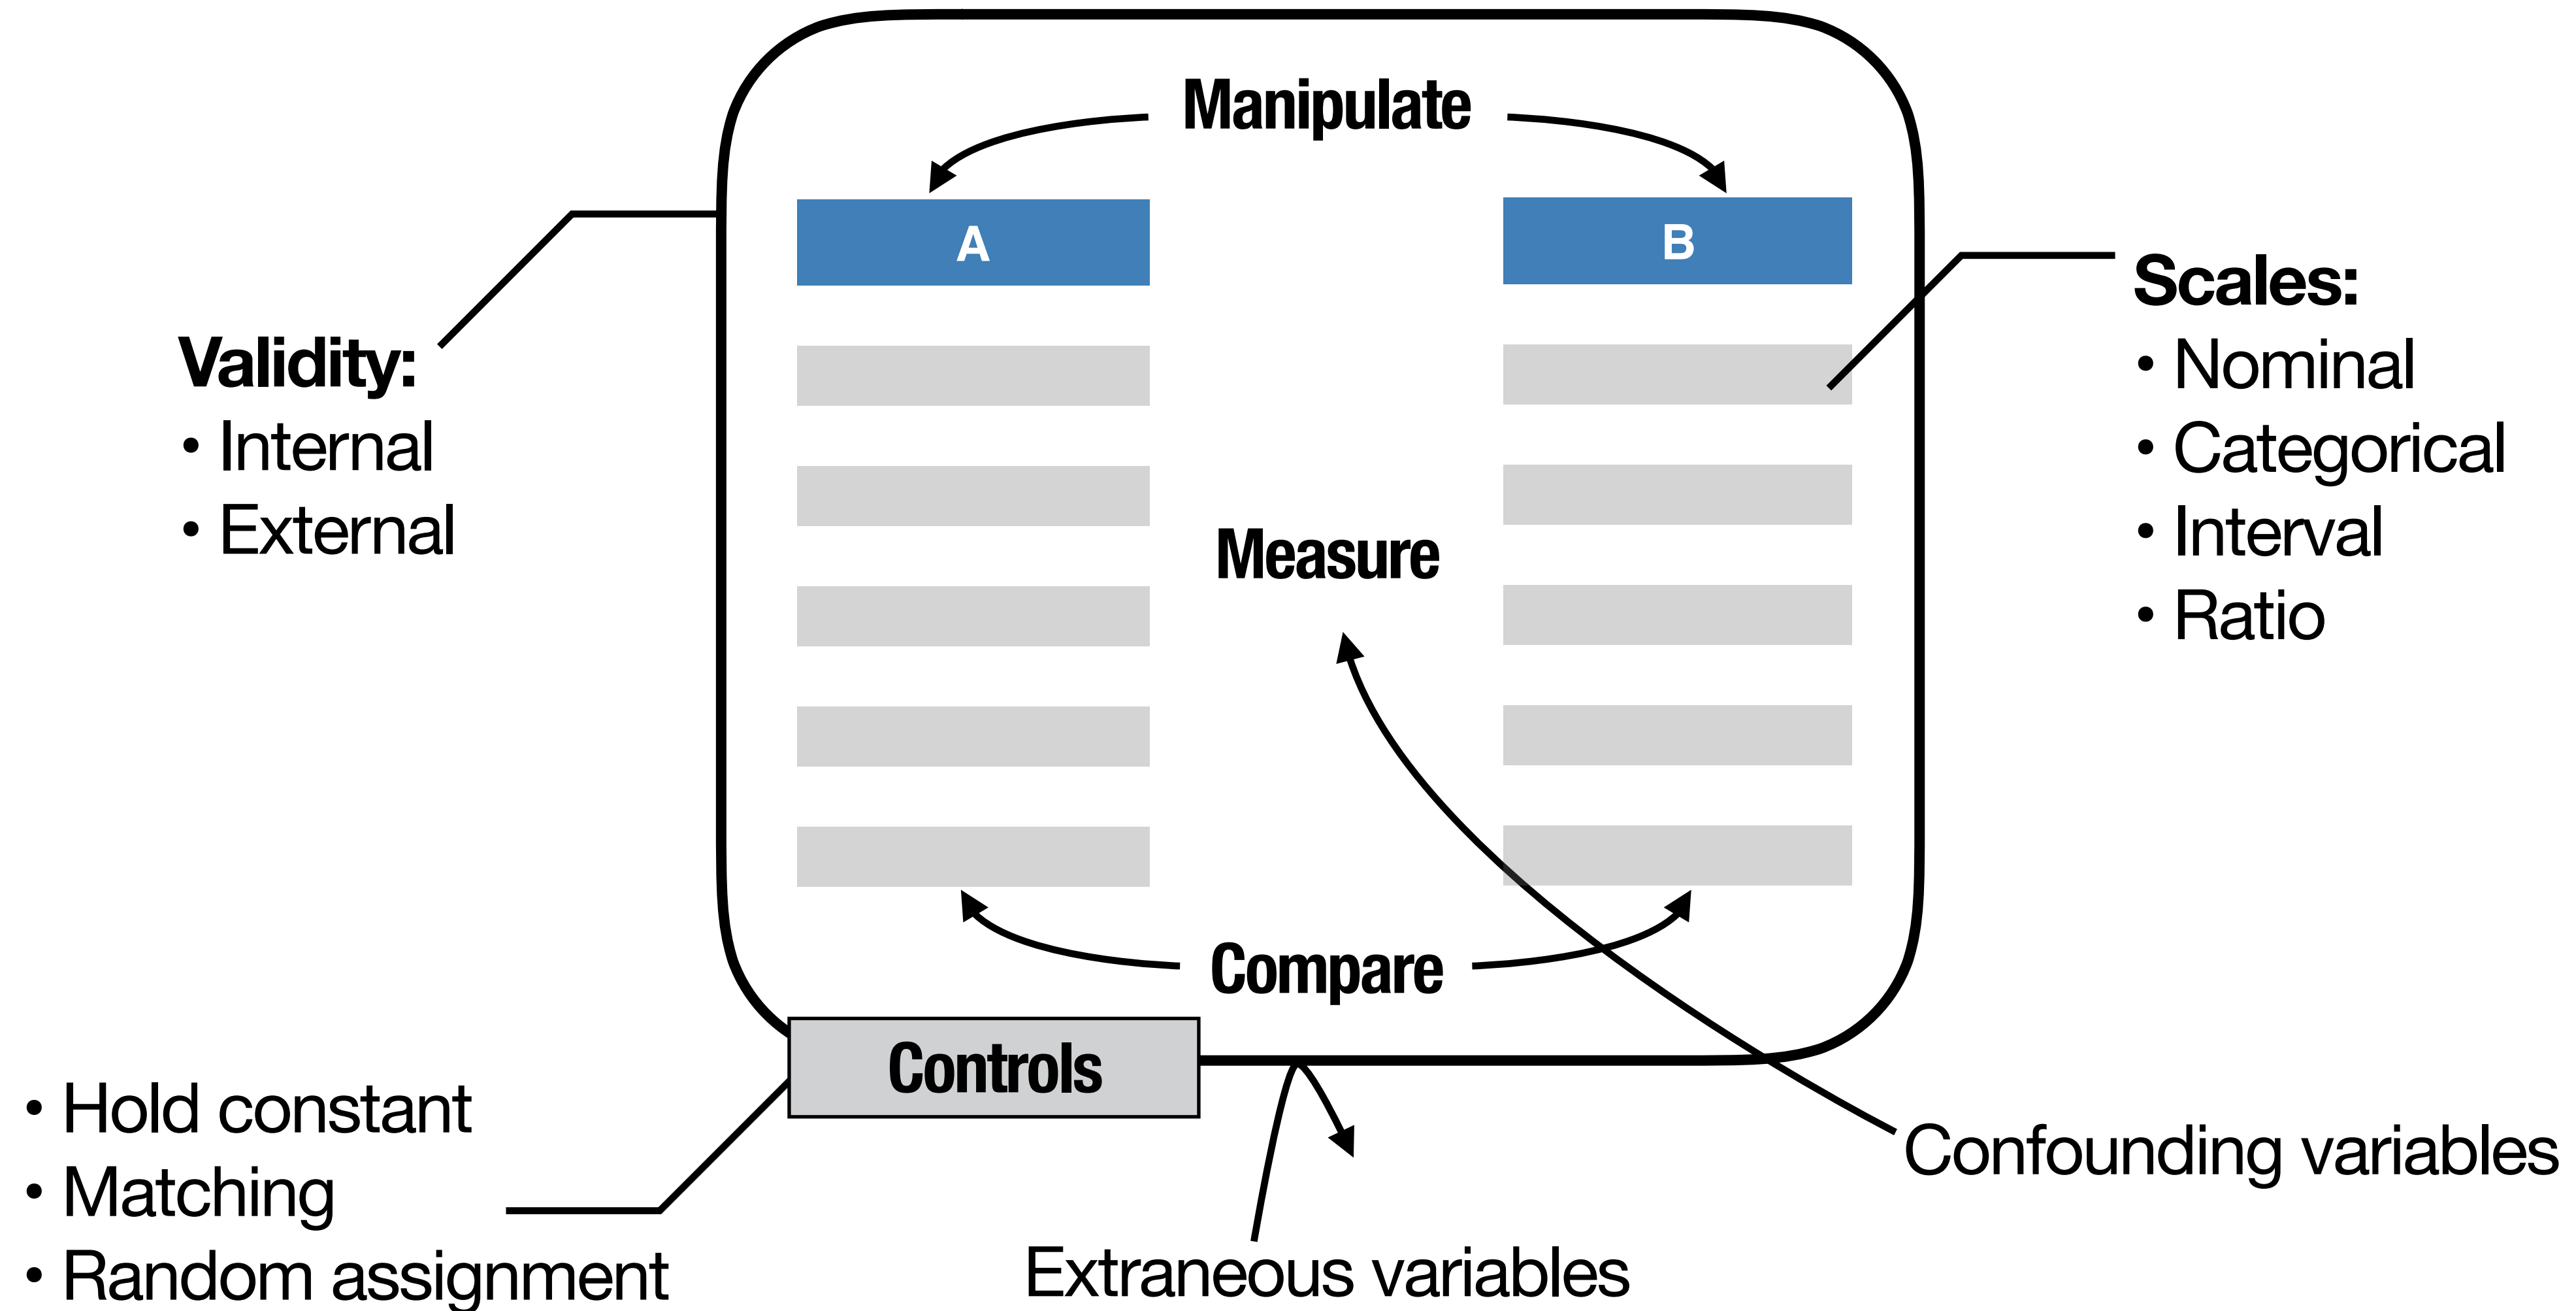 Manipulate
A
B
Validity:
• Internal
• External
Scales:
• Nominal
• Categorical
• Interval
• Ratio
Measure
Compare
Controls
• Hold constant
• Matching
• Random assignment
Extraneous variables
Confounding variables